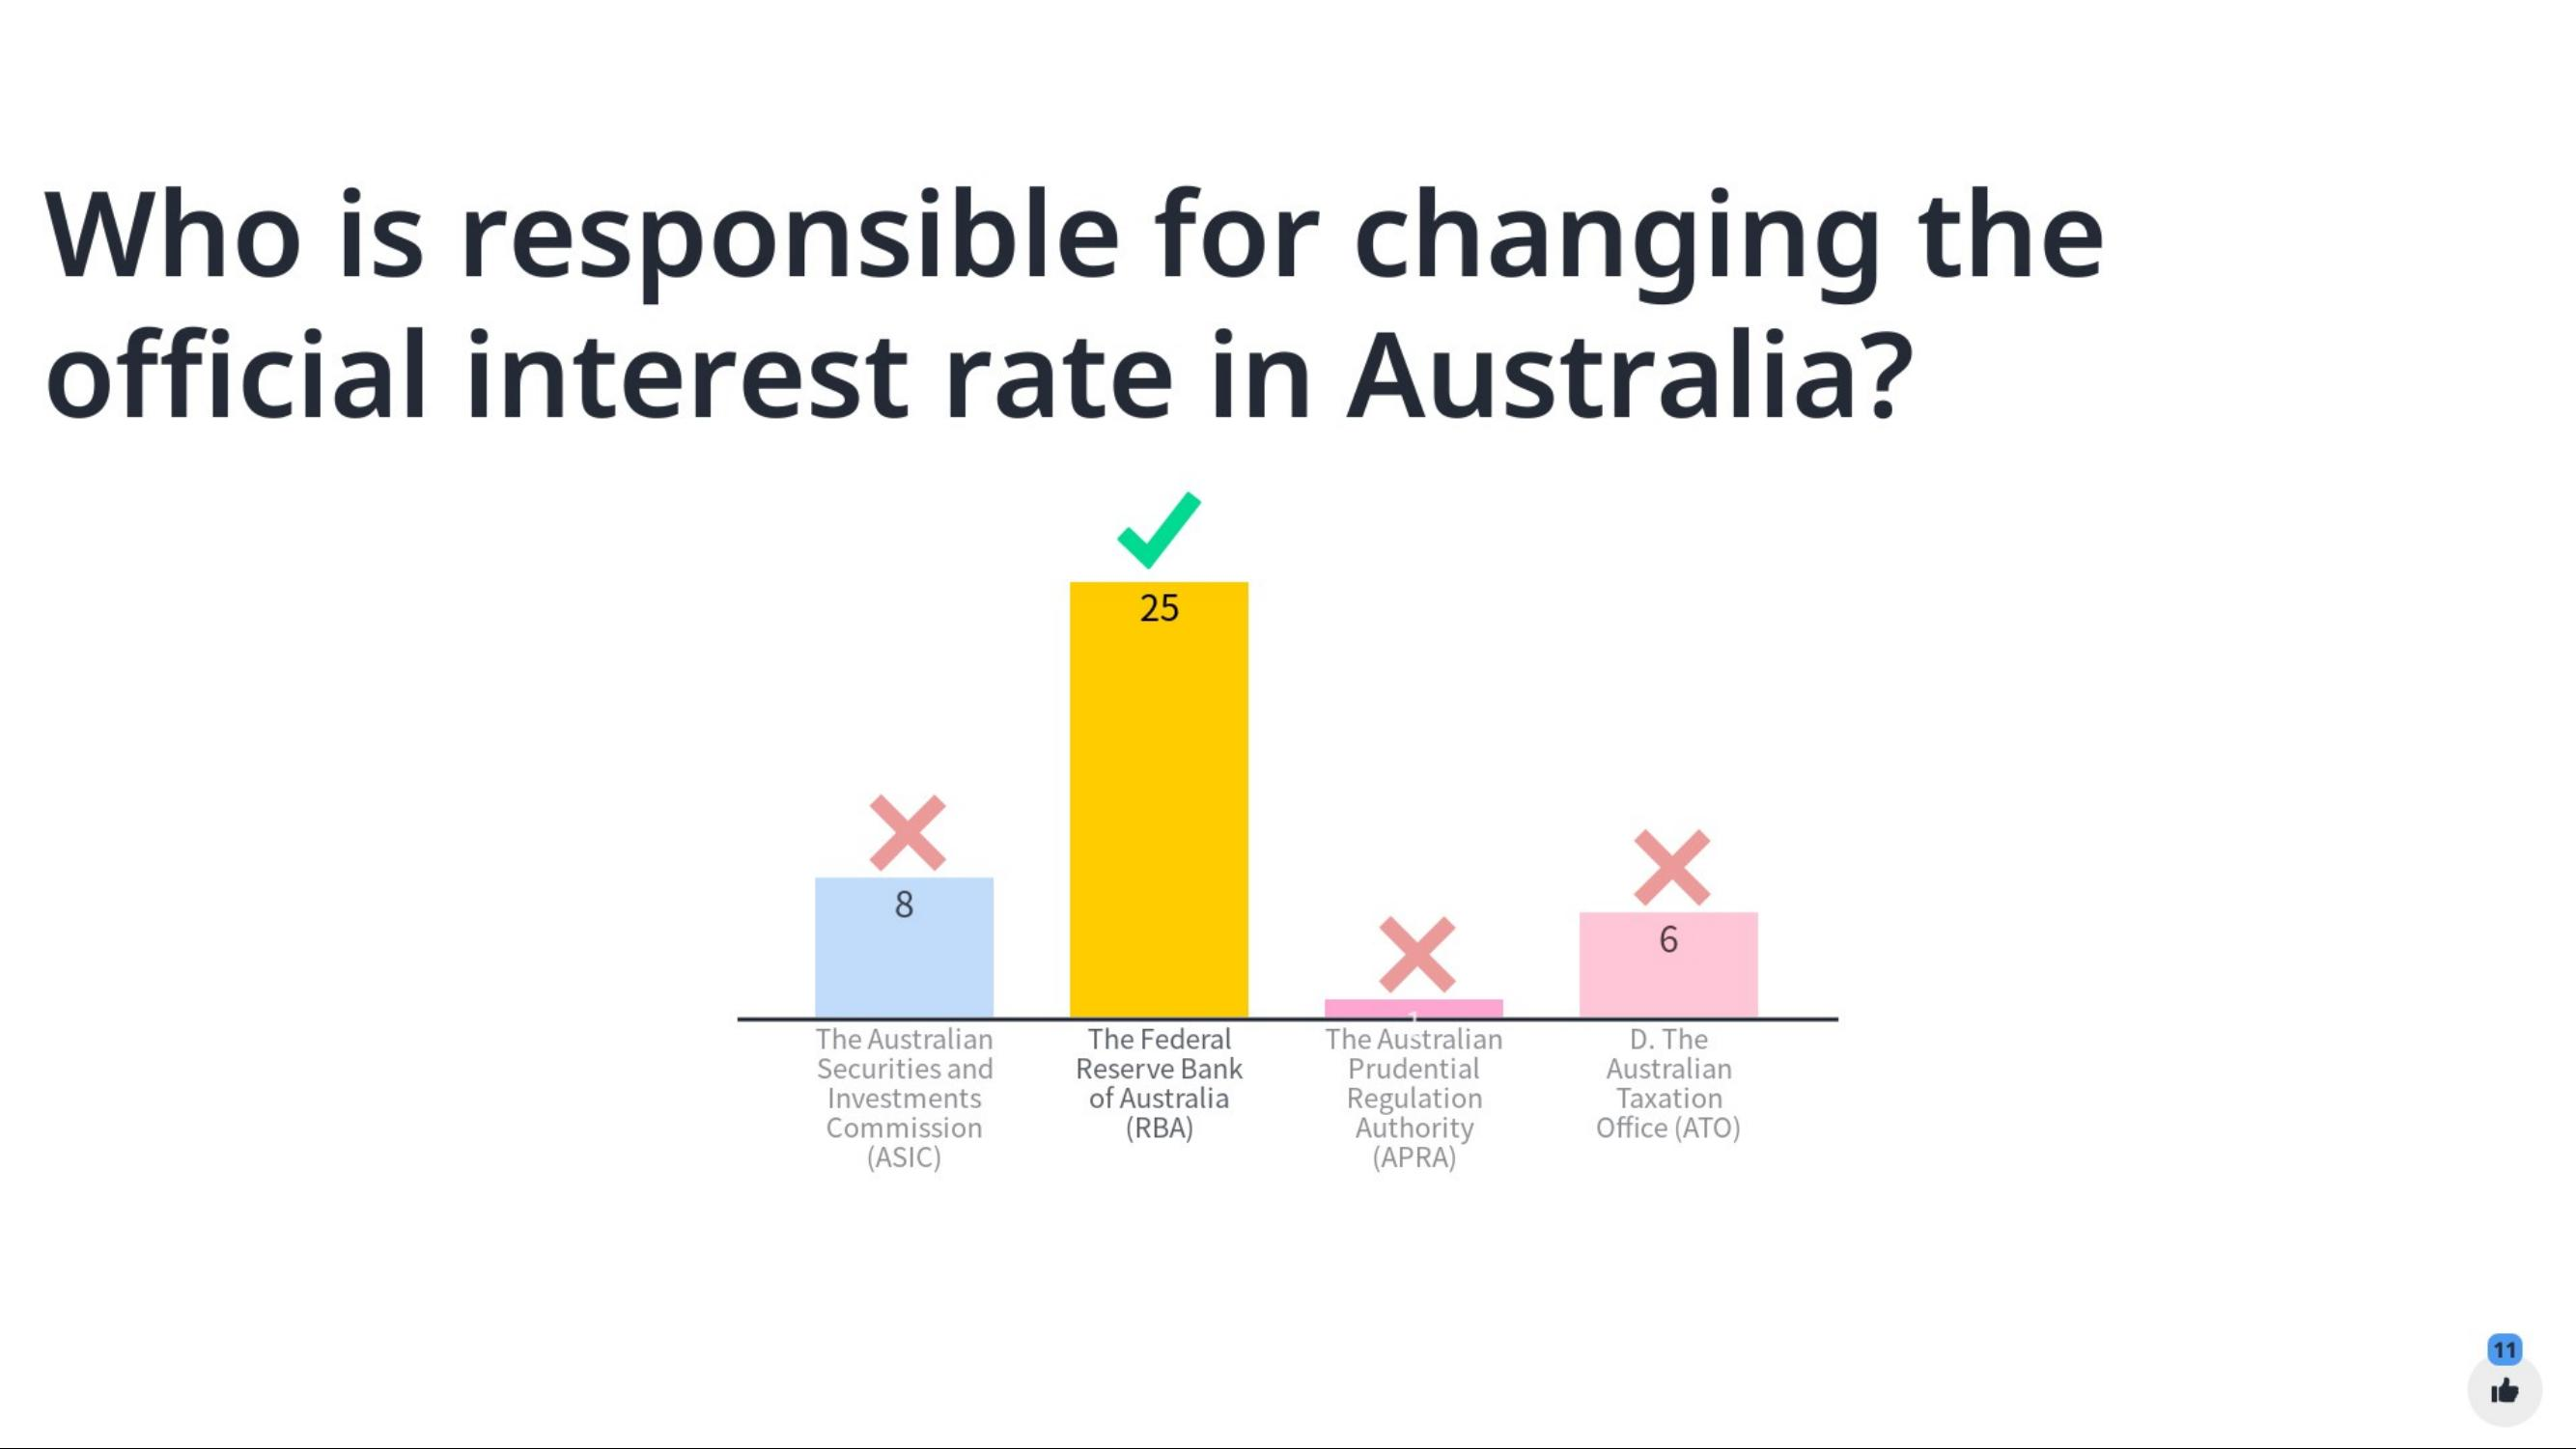 Who is responsible for changing the
official interest rate in Australia?
25
8
6
1
The Australian
Securities and
Investments
Commission
(ASIC)
The Federal
Reserve Bank
of Australia
(RBA)
The Australian
Prudential
Regulation
Authority
(APRA)
D. The
Australian
Taxation
Office (ATO)
11